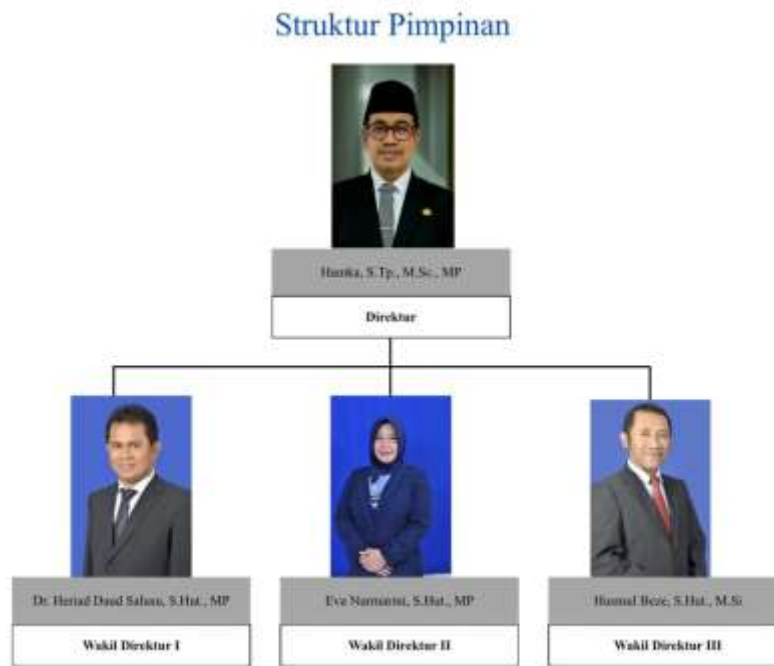 Struktur Pimpinan
Hamka, S.Tp., M.Sc., MP
Direktur
Dr. Heriad Daud Salusu, S.Hut., MP
Eva Nurmarini, S.Hut., MP
Husmul Beze, S.Hut., M.Si
Wakil Direktur I
Wakil Direktur II
Wakil Direktur III